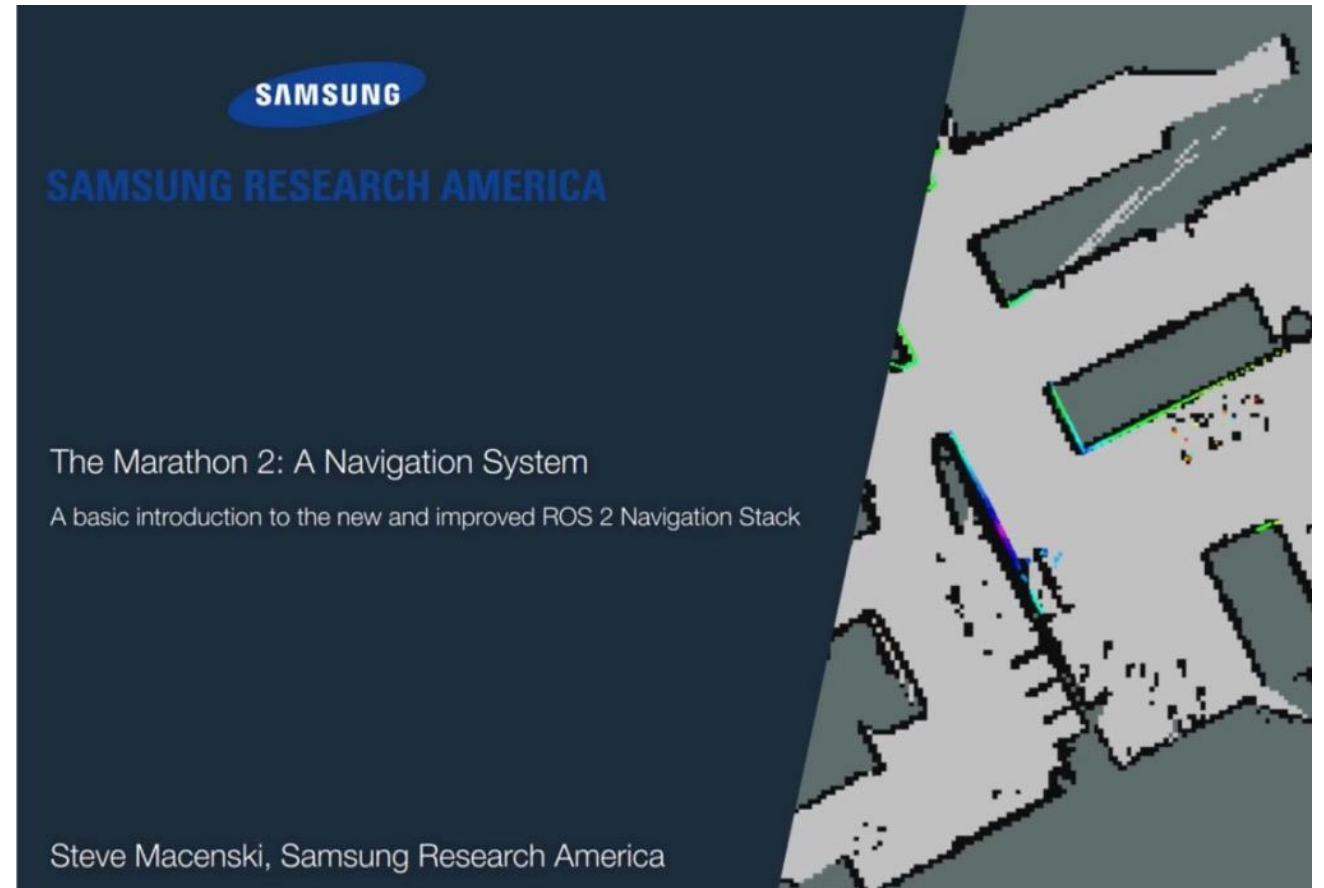 SAMSUNG
SAMSUNG RESEARCH AMERICA
The Marathon 2: A Navigation System
A basic introduction to the new and improved ROS 2 Navigation Stack
Steve Macenski, Samsung Research America